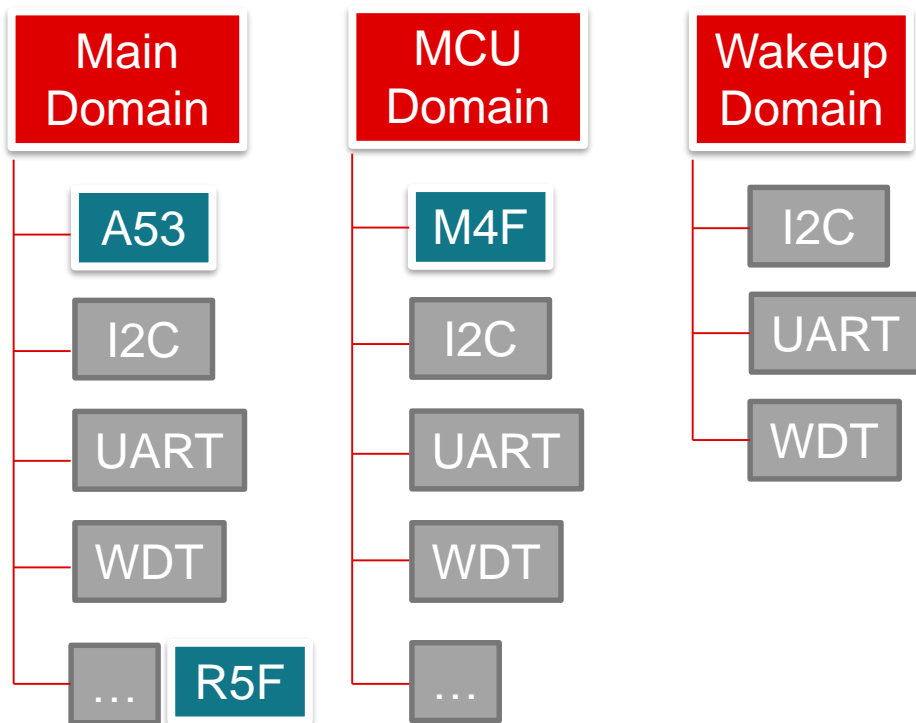 Main
Domain
A53
I2C
UART
WDT
...
R5F
MCU
Domain
M4F
I2C
UART
WDT
...
Wakeup
Domain
I2C
UART
WDT